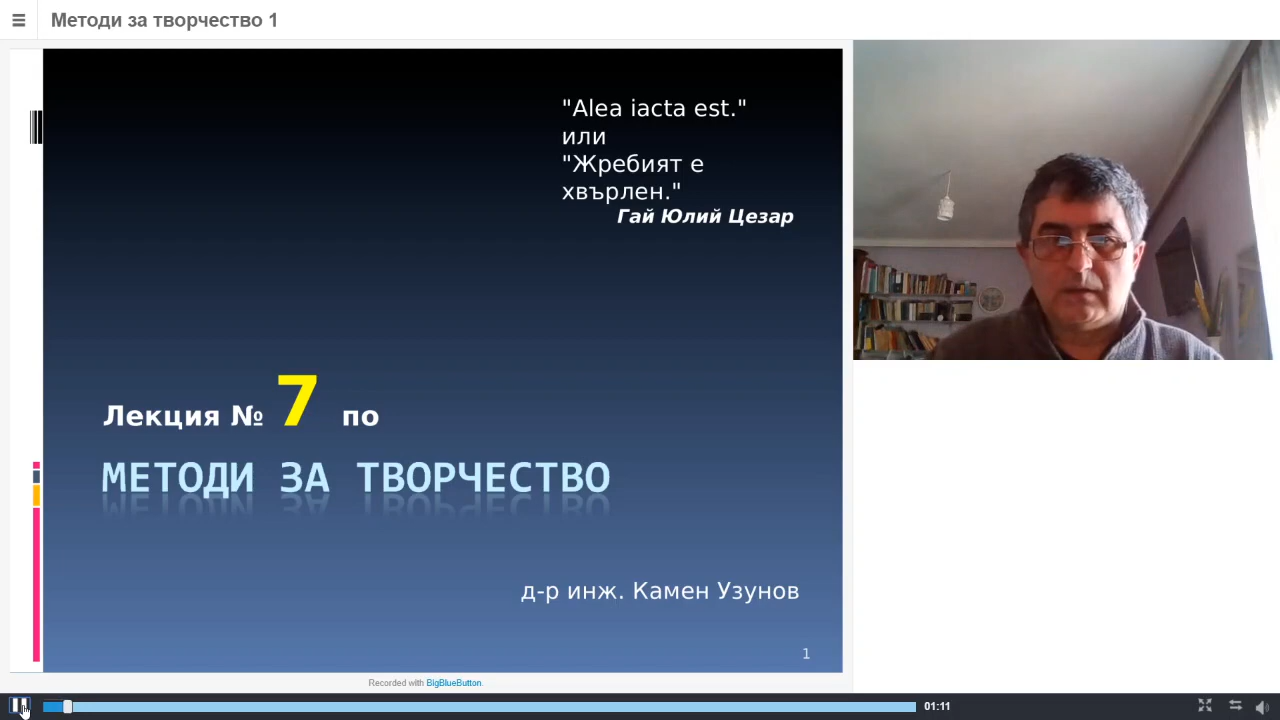 Методи за творчество 1
"Alea iacta est."
или
"Жребият е
хвърлен."
Гай Юлий Цезар
Лекция № 7 по
МЕТОДИ ЗА ТВОРЧЕСТВО
д-р инж. Камен Узунов
1
Recorded with BigBlueButton.
01:11